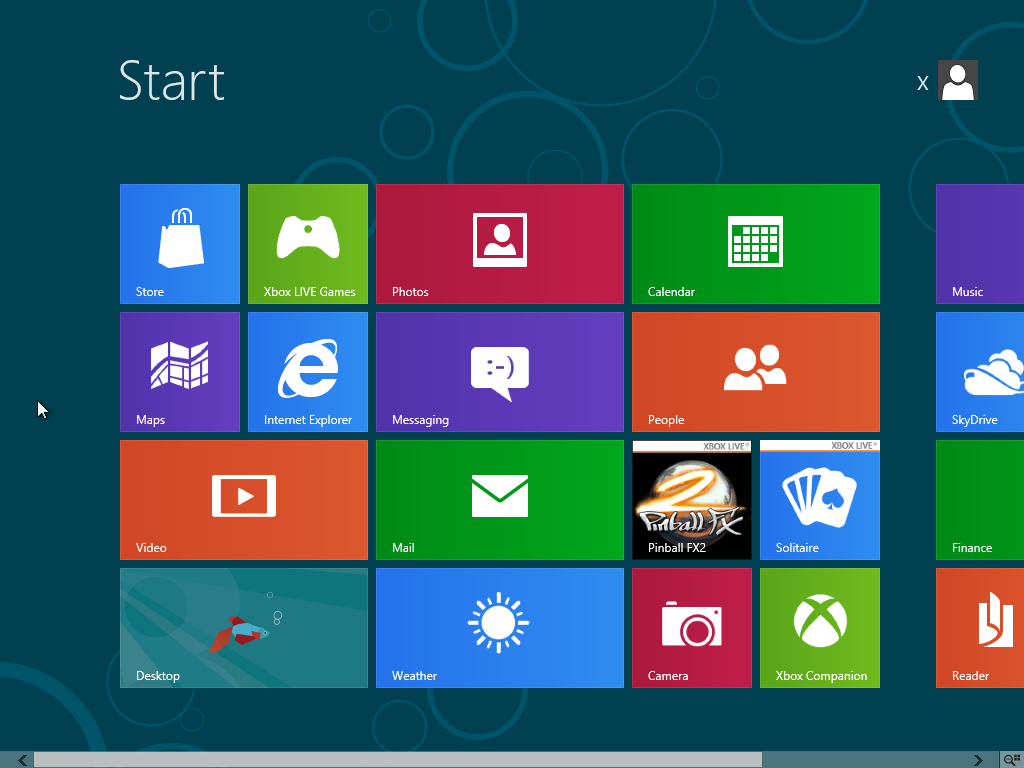 Start
X
Store
Xbox LIVE Games
Photos
Calendar
Music
Maps
Internet Explorer
Messaging
:-)
People
SkyDrive
Video
Mail
XBOX LIVE®
2
Pinball FX
Pinball FX2
XBOX LIVE®
Solitaire
Finance
Desktop
Weather
Camera
Xbox Companion
Reader